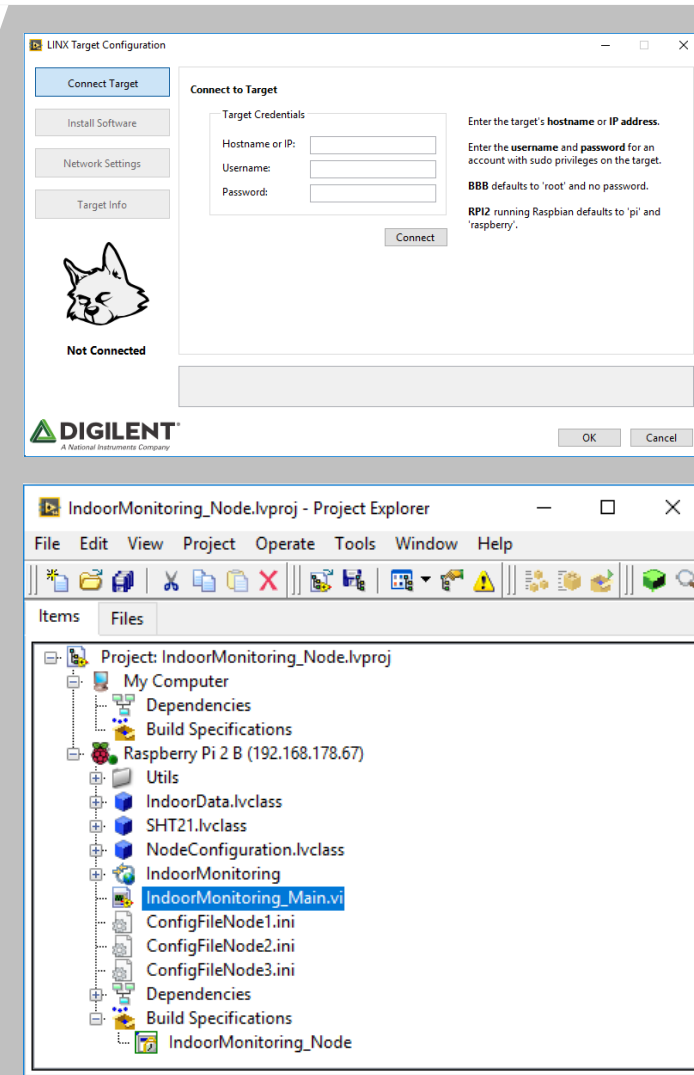 LINX Target Configuration
Connect Target
Install Software
Network Settings
Target Info
Not Connected
Connect to Target
Target Credentials
Hostname or IP:
Username:
Password:
Connect
Enter the target's hostname or IP address.
Enter the username and password for an
account with sudo privileges on the target.
BBB defaults to 'root' and no password.
RPI2 running Raspbian defaults to 'pi' and
'raspberry'.
DIGILENT
A National Instruments Company
OK Cancel
IndoorMonitoring_Node.lvproj - Project Explorer
File Edit View Project Operate Tools Window Help
Items Files
Project: IndoorMonitoring_Node.lvproj
My Computer
Dependencies
Build Specifications
Raspberry Pi 2 B (192.168.178.67)
Utils
IndoorData.lvclass
SHT21.lvclass
NodeConfiguration.lvclass
IndoorMonitoring
IndoorMonitoring_Main.vi
ConfigFileNode1.ini
ConfigFileNode2.ini
ConfigFileNode3.ini
Dependencies
Build Specifications
IndoorMonitoring_Node